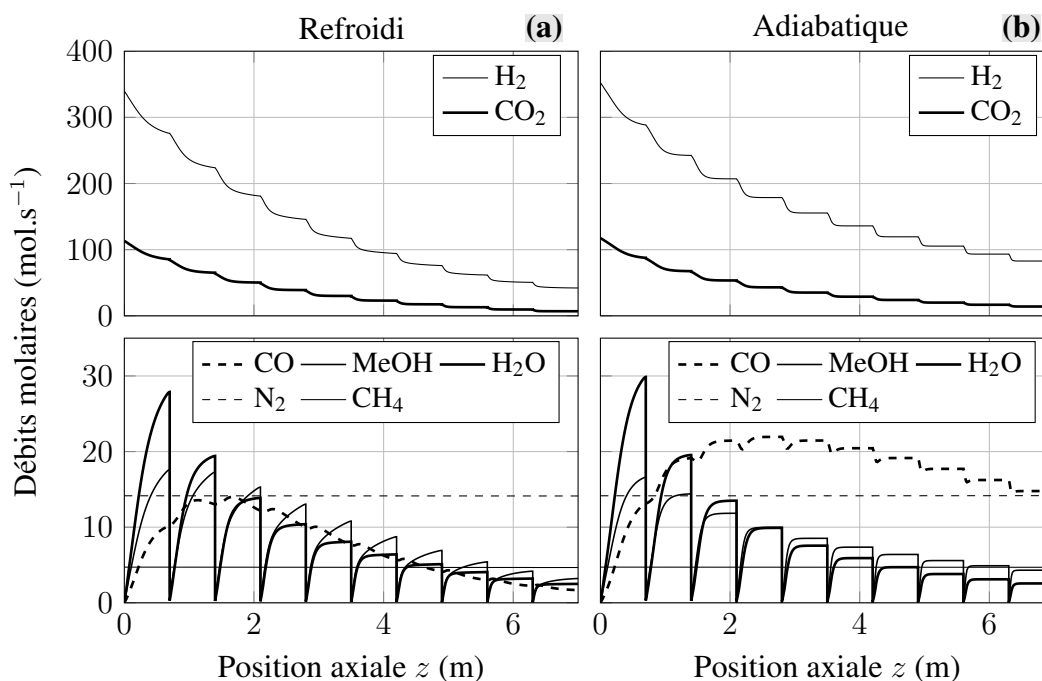 Refroidi (a)
Adiabatique (b)
Débits molaires (mol.s⁻¹)
400
300
200
100
0
H₂
CO₂
H₂
CO₂
30
20
10
0
CO MeOH H₂O
N₂ CH₄
CO MeOH H₂O
N₂ CH₄
0 2 4 6
0 2 4 6
Position axiale z (m)
Position axiale z (m)